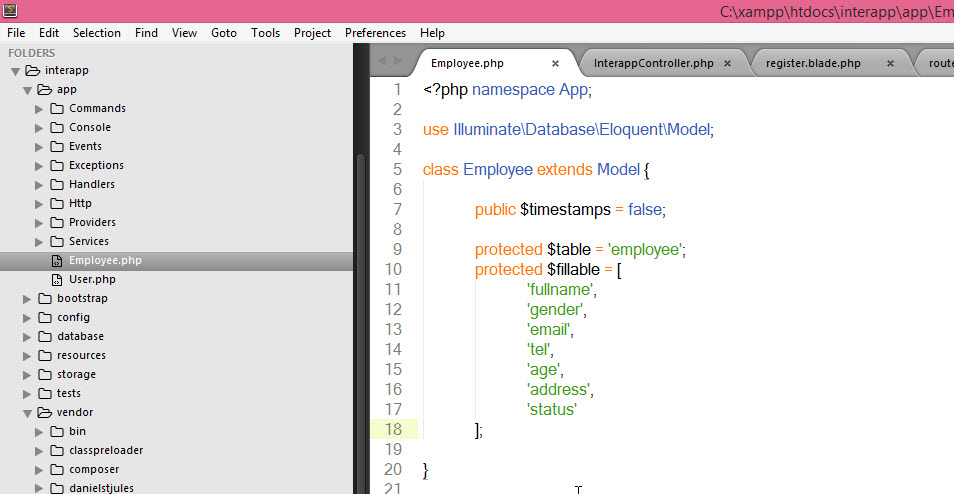 C:\xampp\htdocs\interapp\app\Em
File Edit Selection Find View Goto Tools Project Preferences Help
FOLDERS
interapp
app
Commands
Console
Events
Exceptions
Handlers
Http
Providers
Services
Employee.php
User.php
bootstrap
config
database
resources
storage
tests
vendor
bin
classpreloader
composer
danielstjules
Employee.php × InterappController.php × register.blade.php × route
1 <?php namespace App;
2
3 use Illuminate\Database\Eloquent\Model;
4
5 class Employee extends Model {
6
7 public $timestamps = false;
8
9 protected $table = 'employee';
10 protected $fillable = [
11 'fullname',
12 'gender',
13 'email',
14 'tel',
15 'age',
16 'address',
17 'status'
18 ];
19
20 }
21